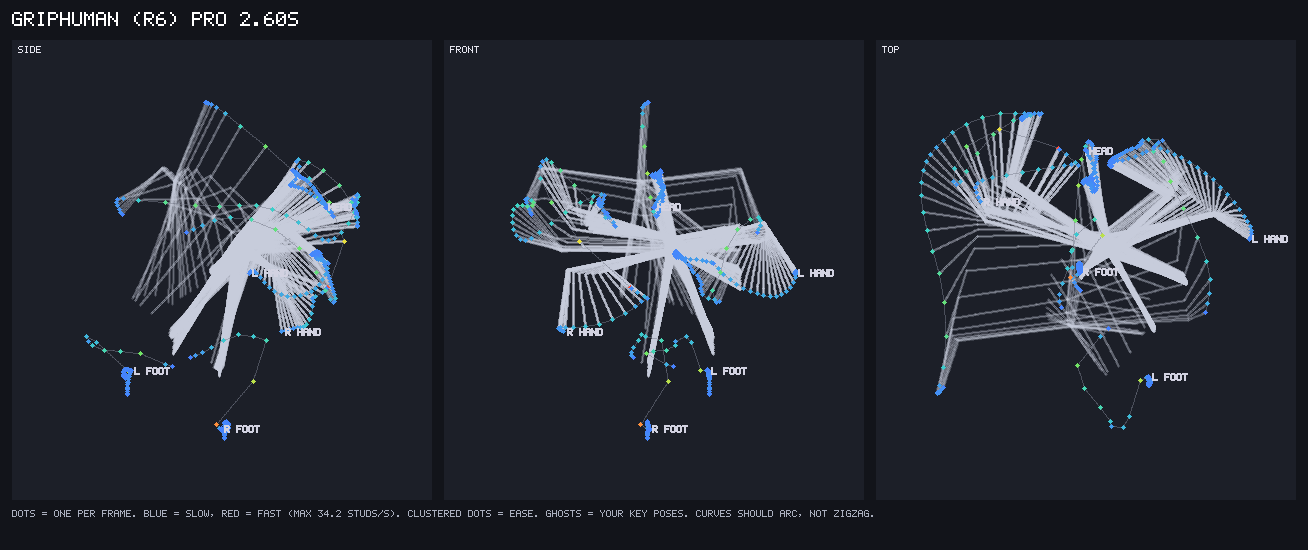 GRIPHUMAN (R6) PRO 2.60S
SIDE
FRONT
TOP
HEAD
HEAD
L HAND
L HAND
R FOOT
R HAND
R HAND
L FOOT
L FOOT
L FOOT
R FOOT
R FOOT
DOTS = ONE PER FRAME. BLUE = SLOW, RED = FAST (MAX 34.2 STUDS/S). CLUSTERED DOTS = EASE. GHOSTS = YOUR KEY POSES. CURVES SHOULD ARC, NOT ZIGZAG.